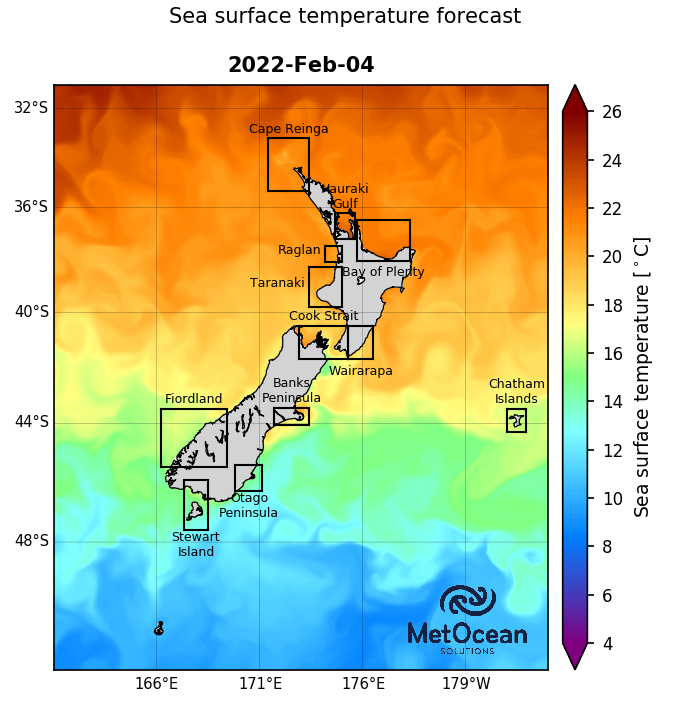 Sea surface temperature forecast
2022-Feb-04
32°S
36°S
40°S
44°S
48°S
Cape Reinga
Hauraki
Gulf
Raglan
Bay of Plenty
Taranaki
Cook Strait
Wairarapa
Banks
Peninsula
Chatham
Islands
Fiordland
Otago
Peninsula
Stewart
Island
MetOcean
SOLUTIONS
166°E
171°E
176°E
179°W
26
24
22
20
18
16
14
12
10
8
6
4
Sea surface temperature [°C]